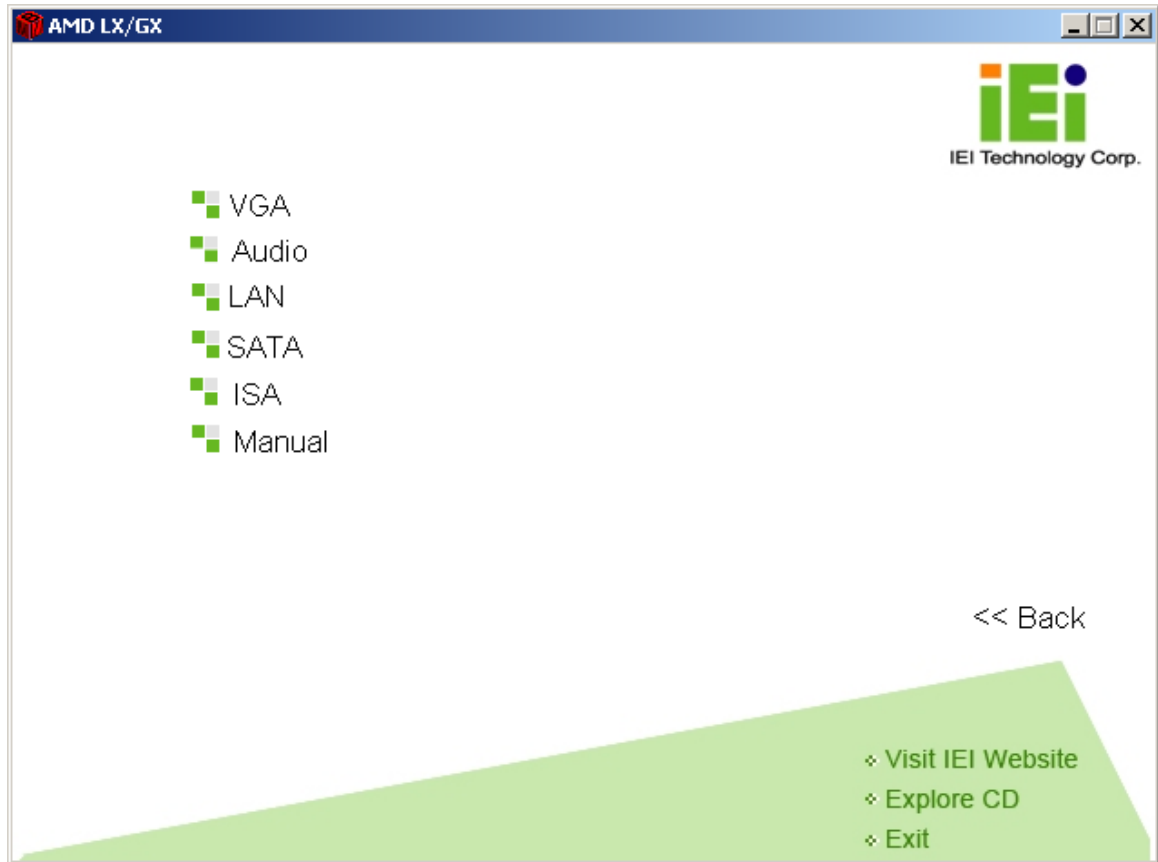 AMD LX/GX
iEi
IEI Technology Corp.
VGA
Audio
LAN
SATA
ISA
Manual
<< Back
Visit IEI Website
Explore CD
Exit